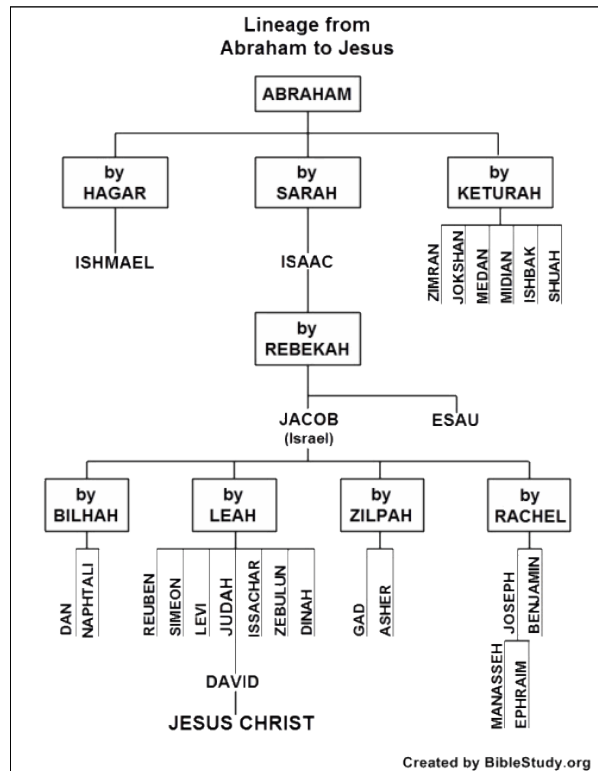 Lineage from
Abraham to Jesus
ABRAHAM
by
HAGAR
by
SARAH
by
KETURAH
ISHMAEL
ISAAC
ZIMRAN
JOKSHAN
MEDAN
MIDIAN
ISHBAK
SHUAH
by
REBEKAH
JACOB
(Israel)
ESAU
by
BILHAH
by
LEAH
by
ZILPAH
by
RACHEL
DAN
NAPHTALI
REUBEN
SIMEON
LEVI
JUDAH
ISSACHAR
ZEBULUN
DINAH
GAD
ASHER
JOSEPH
BENJAMIN
MANASSEH
EPHRAIM
DAVID
JESUS CHRIST
Created by BibleStudy.org